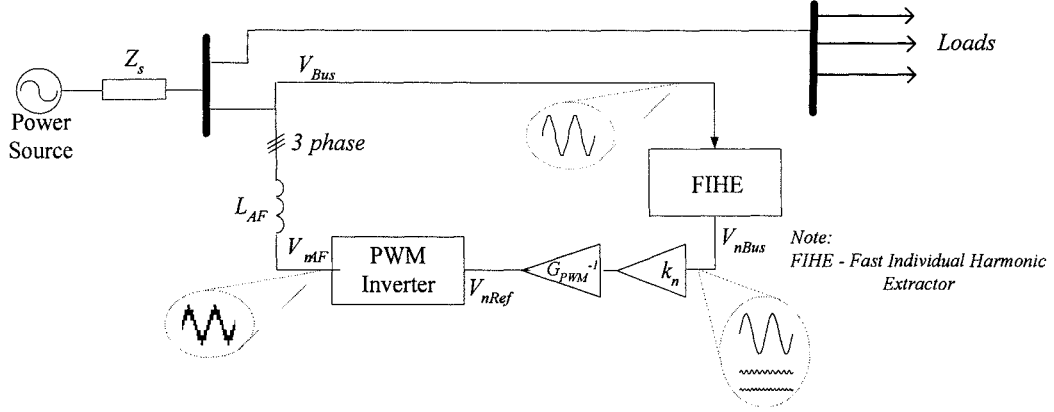 Z_s
Loads
V_Bus
Power
Source
3 phase
FIHE
L_AF
V_nBus
Note:
FIHE - Fast Individual Harmonic
Extractor
V_nAF
PWM
Inverter
V_nRef
G_PWM^-1
k_n